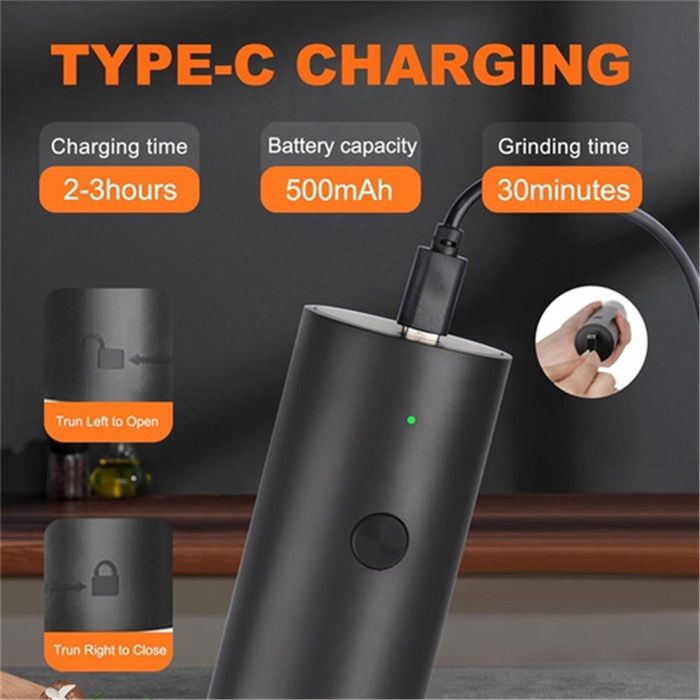 TYPE-C CHARGING
Charging time
2-3hours
Battery capacity
500mAh
Grinding time
30minutes
Trun Left to Open
Trun Right to Close